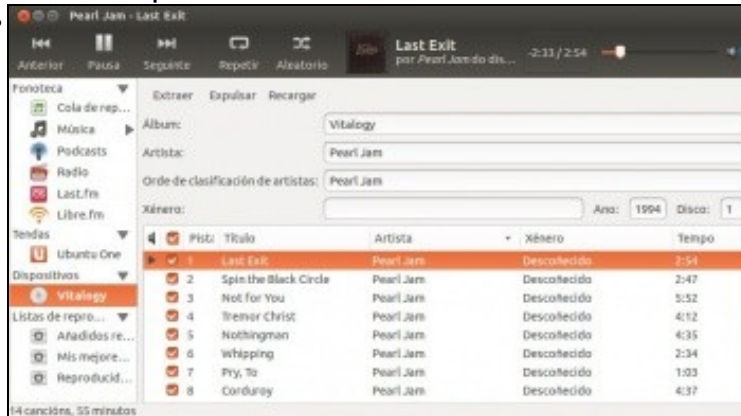 Pearl Jam - Last Exit
Anterior Pausa Seguinte Repetir Aleatorio
Last Exit
por Pearl Jam do dis...
-2:33 / 2:54
Fonoteca
Cola de rep...
Música
Podcasts
Radio
Last.fm
Libre.fm
Tendas
Ubuntu One
Dispositivos
Vitalogy
Listas de repro...
Añadidos re...
Mis mejore...
Reproducid...
Extraer Expulsar Recargar
Álbum: Vitalogy
Artista: Pearl Jam
Orde de clasificación de artistas: Pearl Jam
Xénero: Ano: 1994 Disco: 1
Pista Título Artista Xénero Tempo
1 Last Exit Pearl Jam Descoñecido 2:54
2 Spin the Black Circle Pearl Jam Descoñecido 2:47
3 Not for You Pearl Jam Descoñecido 5:52
4 Tremor Christ Pearl Jam Descoñecido 4:12
5 Nothingman Pearl Jam Descoñecido 4:35
6 Whipping Pearl Jam Descoñecido 2:34
7 Pry, To Pearl Jam Descoñecido 1:03
8 Corduroy Pearl Jam Descoñecido 4:37
14 cancións, 55 minutos